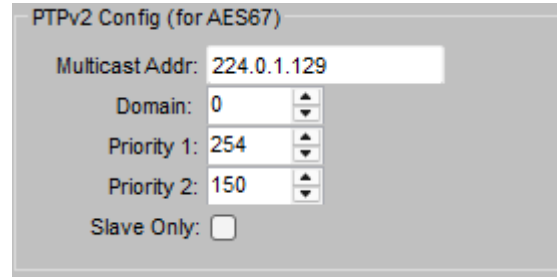 PTPv2 Config (for AES67)
Multicast Addr: 224.0.1.129
Domain: 0
Priority 1: 254
Priority 2: 150
Slave Only: